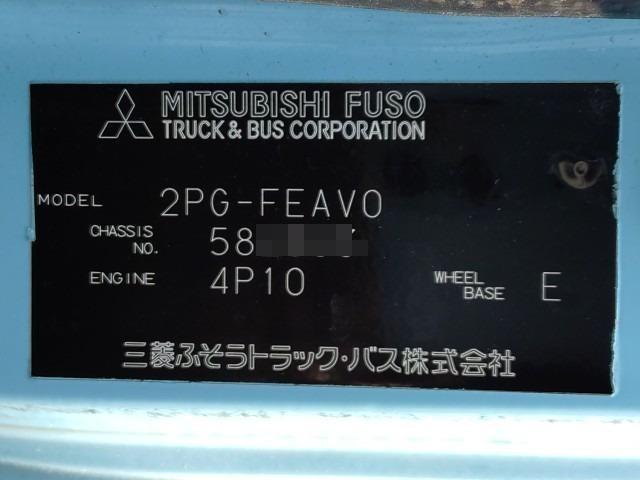 MITSUBISHI FUSO
TRUCK & BUS CORPORATION
MODEL 2PG-FEAV0
CHASSIS NO. 58
ENGINE 4P10 WHEEL BASE E
三菱ふそうトラック・バス株式会社